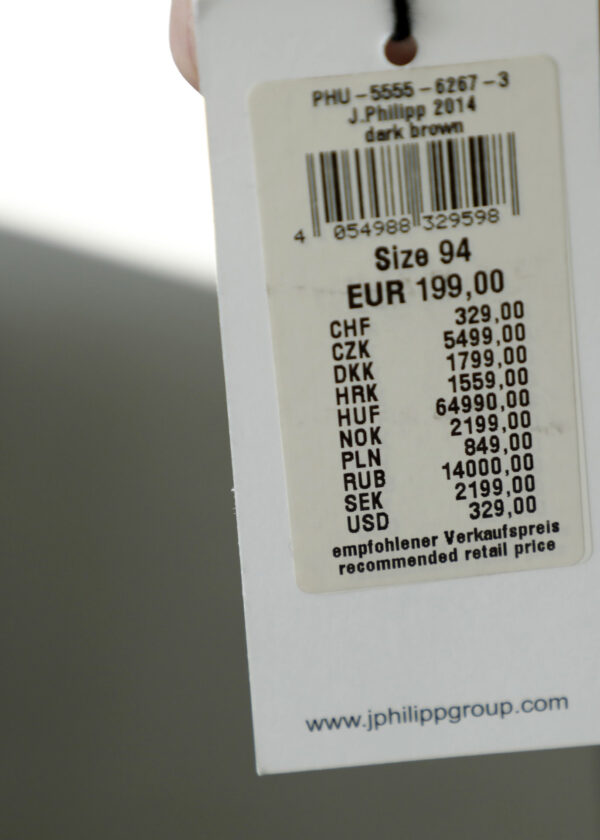 PHU-5555-6267-3
J.Philipp 2014
dark brown
4 054988 329598
Size 94
EUR 199,00
CHF 329,00
CZK 5499,00
DKK 1799,00
HRK 1559,00
HUF 64990,00
NOK 2199,00
PLN 849,00
RUB 14000,00
SEK 2199,00
USD 329,00
empfohlener Verkaufspreis
recommended retail price
www.jphilippgroup.com